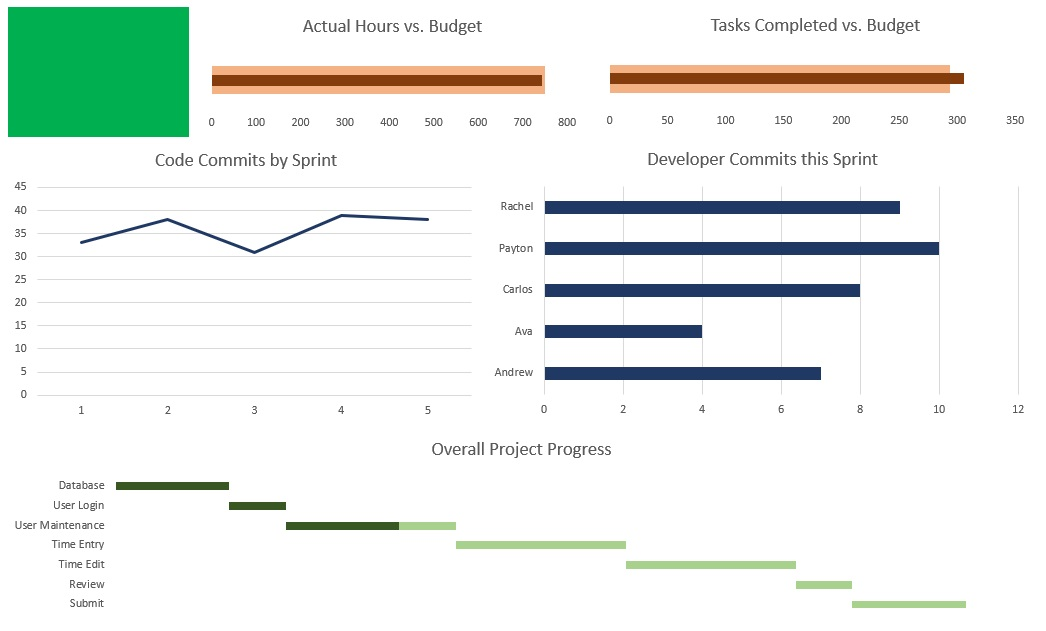 Actual Hours vs. Budget
0 100 200 300 400 500 600 700 800
Tasks Completed vs. Budget
0 50 100 150 200 250 300 350
Code Commits by Sprint
45
40
35
30
25
20
15
10
5
0
1 2 3 4 5
Developer Commits this Sprint
Rachel
Payton
Carlos
Ava
Andrew
0 2 4 6 8 10 12
Overall Project Progress
Database
User Login
User Maintenance
Time Entry
Time Edit
Review
Submit